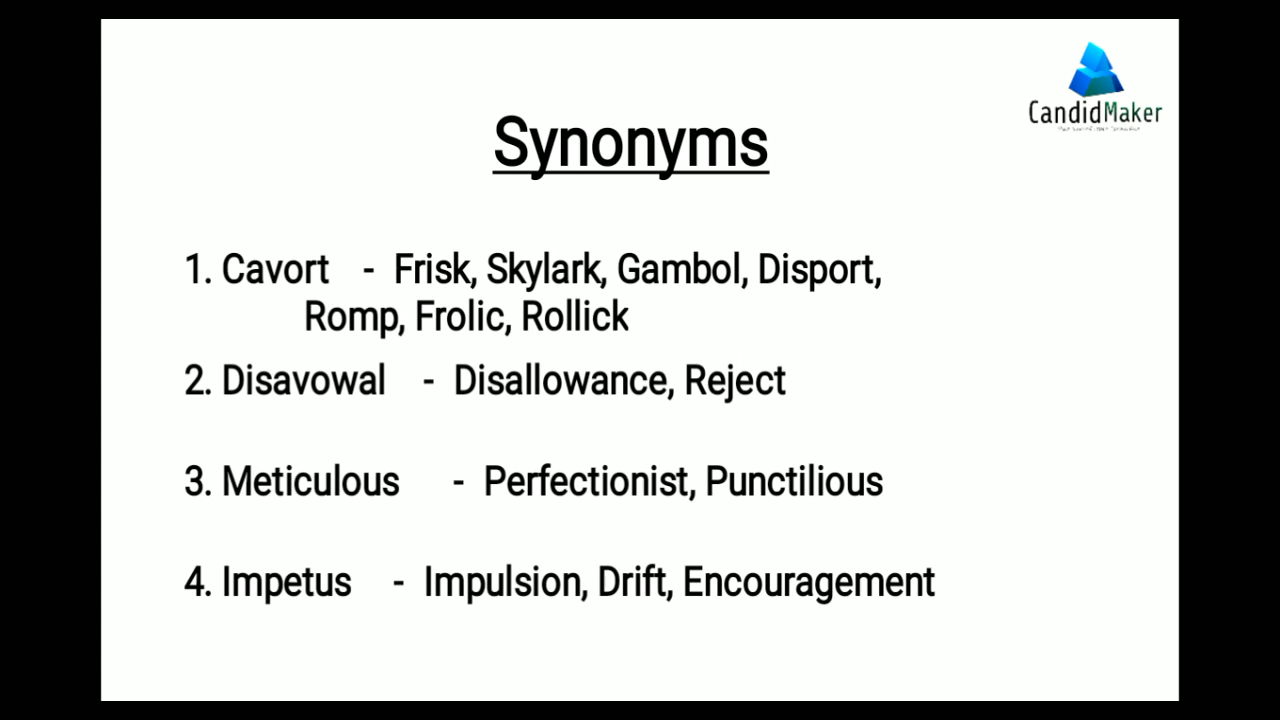 CandidMaker
Synonyms
1. Cavort - Frisk, Skylark, Gambol, Disport,
Romp, Frolic, Rollick
2. Disavowal - Disallowance, Reject
3. Meticulous - Perfectionist, Punctilious
4. Impetus - Impulsion, Drift, Encouragement